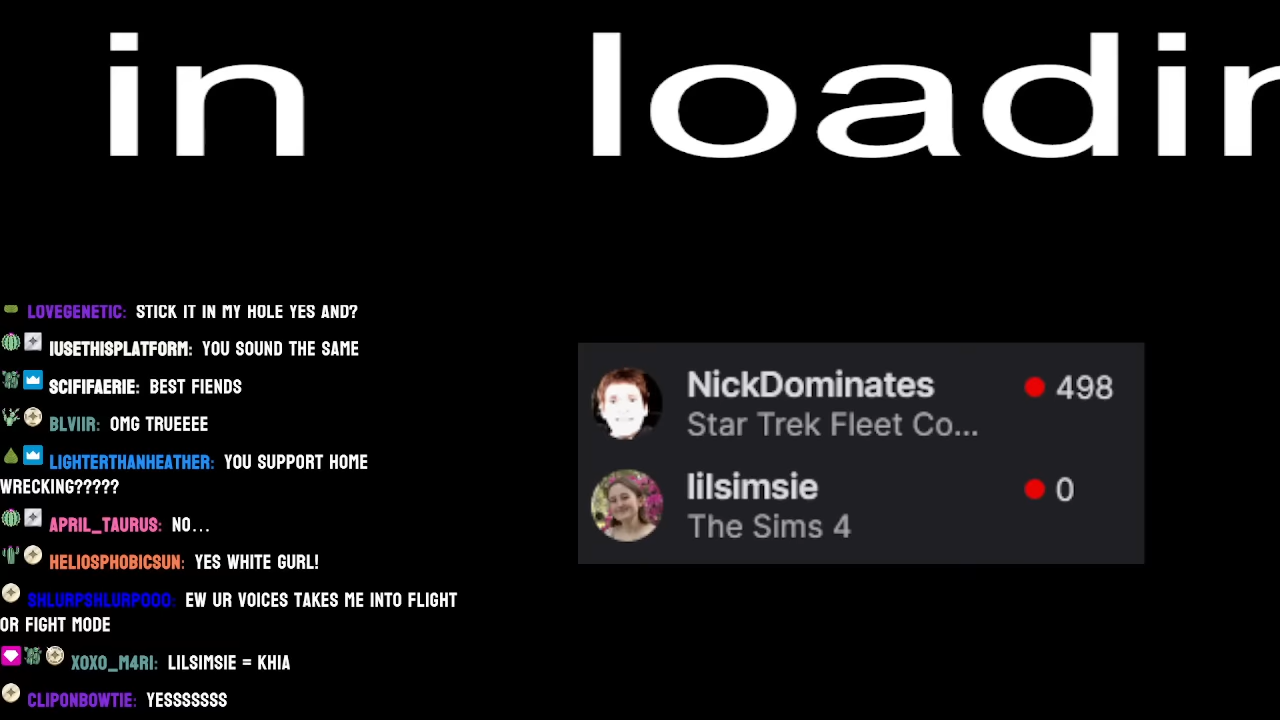 in loadin
LOVEGENETIC: STICK IT IN MY HOLE YES AND?
IUSETHISPLATFORM: YOU SOUND THE SAME
SCIFIFAERIE: BEST FIENDS
BLVIIR: OMG TRUEEEE
LIGHTERTHANHEATHER: YOU SUPPORT HOME
WRECKING?????
APRIL_TAURUS: NO...
HELIOSPHOBICSUN: YES WHITE GURL!
SHLURPSHLURPOOO: EW UR VOICES TAKES ME INTO FLIGHT
OR FIGHT MODE
XOXO_M4RI: LILSIMSIE = KHIA
CLIPONBOWTIE: YESSSSSSS
NickDominates 498
Star Trek Fleet Co...
lilsimsie 0
The Sims 4